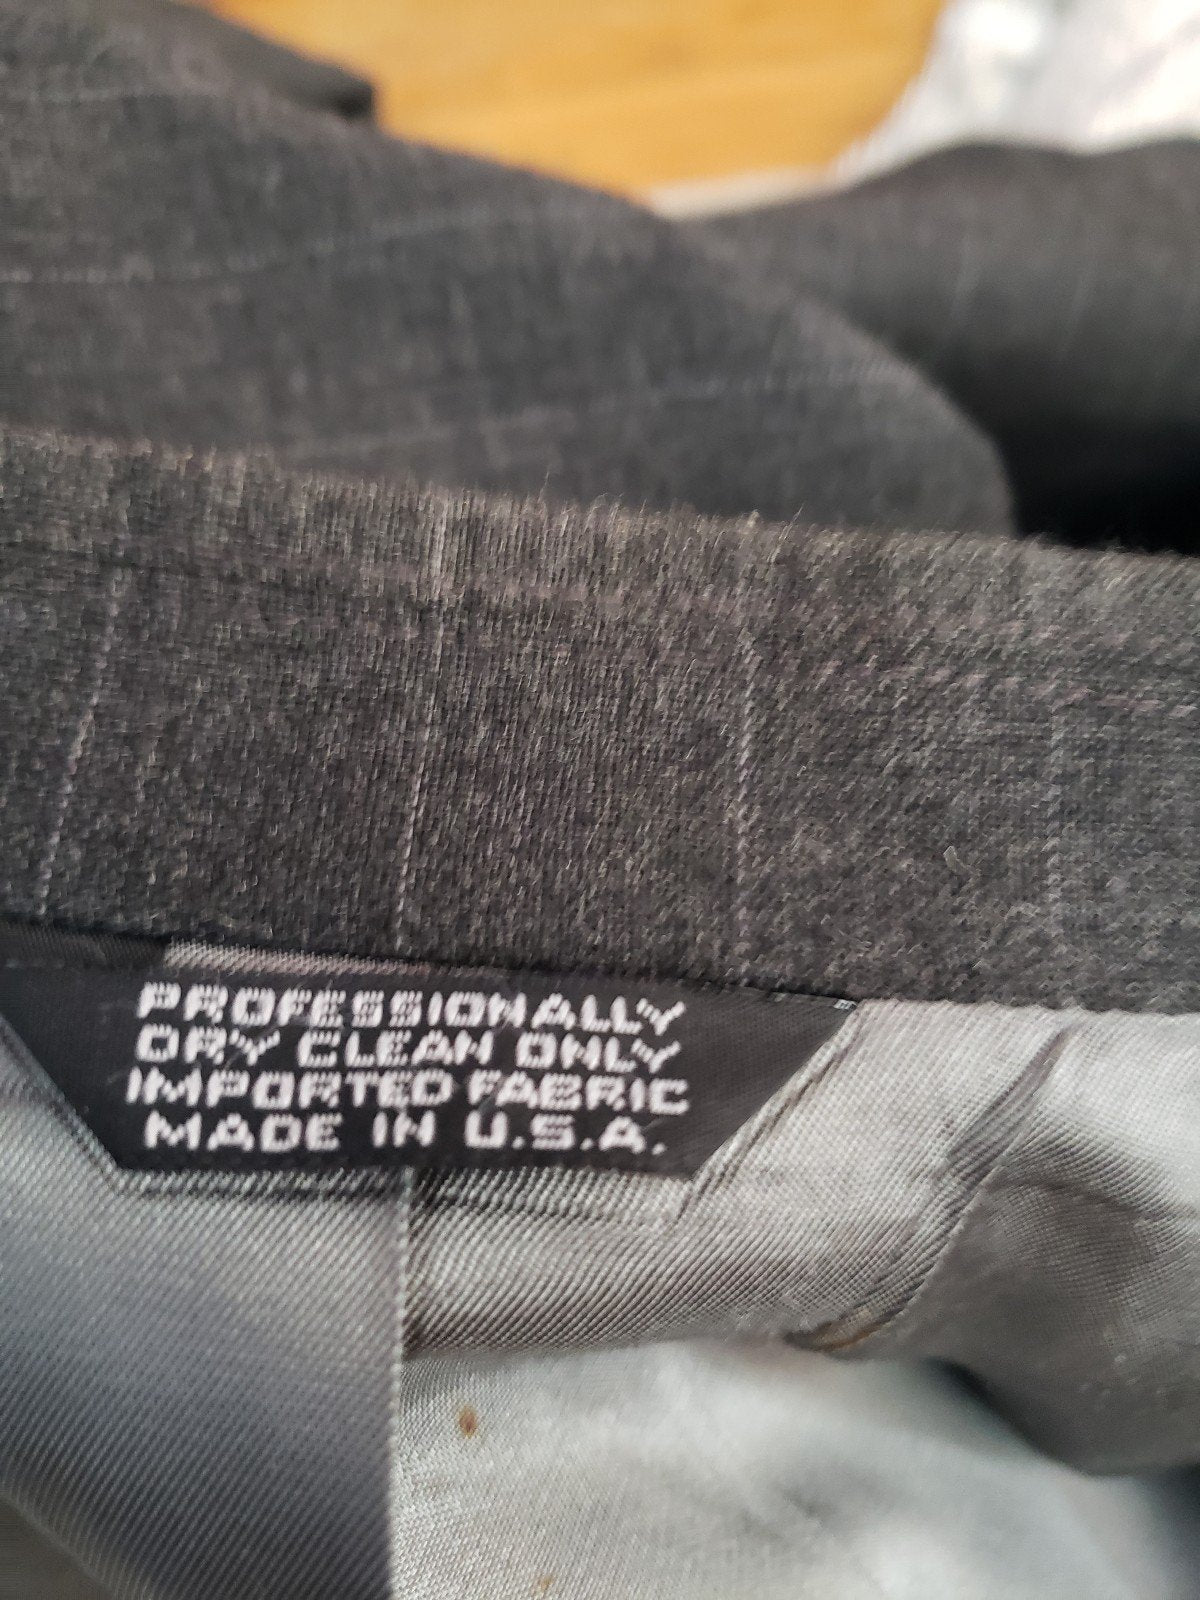 PROFESSIONALLY
DRY CLEAN ONLY
IMPORTED FABRIC
MADE IN U.S.A.